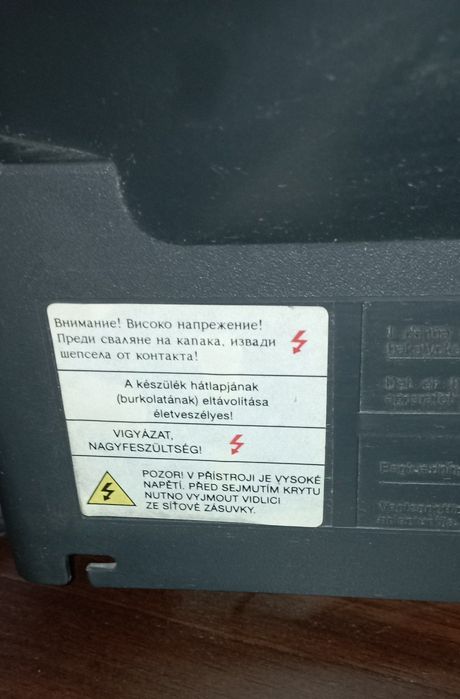 Внимание! Високо напрежение!
Преди сваляне на капака, извади
щепсела от контакта!
A készülék hátlapjának
(burkolatának) eltávolítása
életveszélyes!
VIGYÁZAT,
NAGYFESZÜLTSÉG!
POZOR! V PŘÍSTROJI JE VYSOKÉ
NAPĚTÍ. PŘED SEJMUTÍM KRYTU
NUTNO VYJMOUT VIDLICI
ZE SÍŤOVÉ ZÁSUVKY.